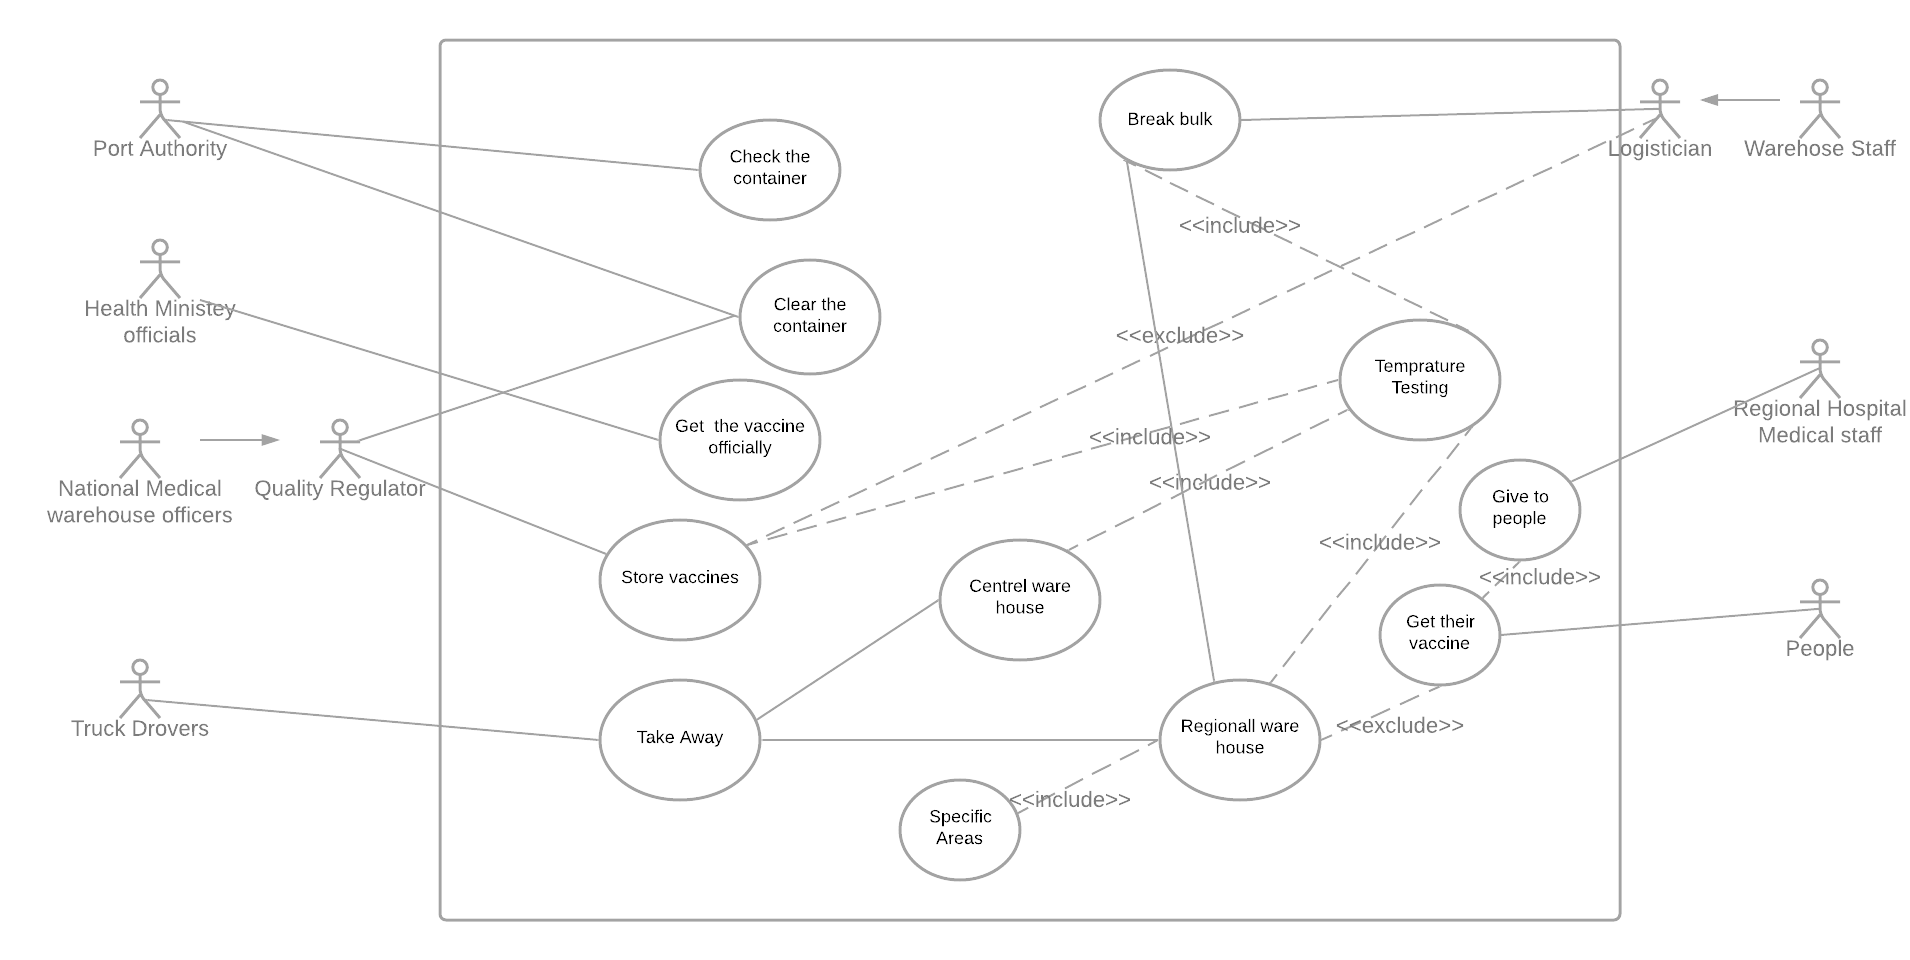 Port Authority
Check the
container
Break bulk
Logistician
Warehose Staff
<<include>>
Health Ministey
officials
Clear the
container
<<exclude>>
Temprature
Testing
Regional Hospital
Medical staff
Get  the vaccine
officially
<<include>>
<<include>>
National Medical
warehouse officers
Quality Regulator
Give to
people
<<include>>
<<include>>
Store vaccines
Centrel ware
house
Get their
vaccine
People
Truck Drovers
Take Away
Regionall ware
house
<<exclude>>
<<include>>
Specific
Areas